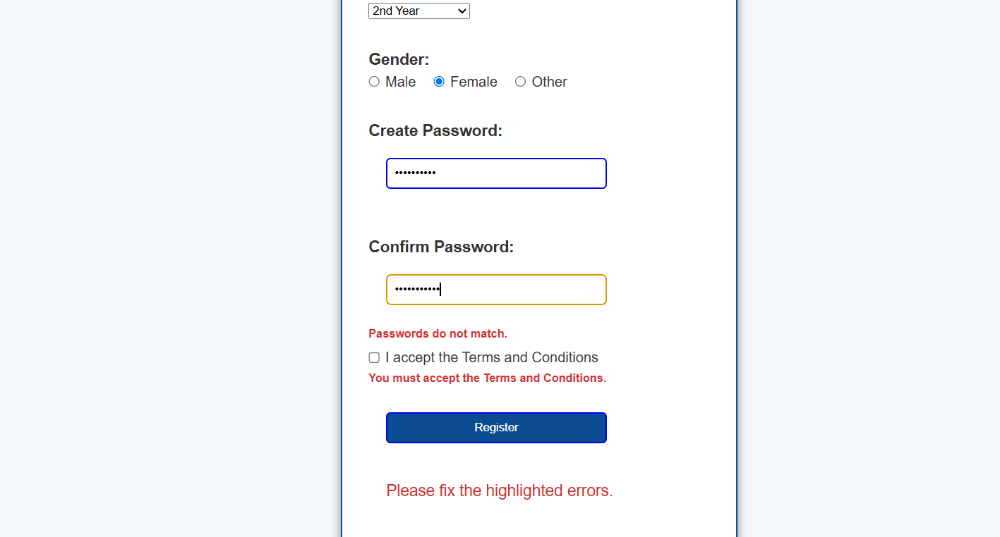 2nd Year
Gender:
Male Female Other
Create Password:
••••••••••
Confirm Password:
•••••••••••
Passwords do not match.
I accept the Terms and Conditions
You must accept the Terms and Conditions.
Register
Please fix the highlighted errors.